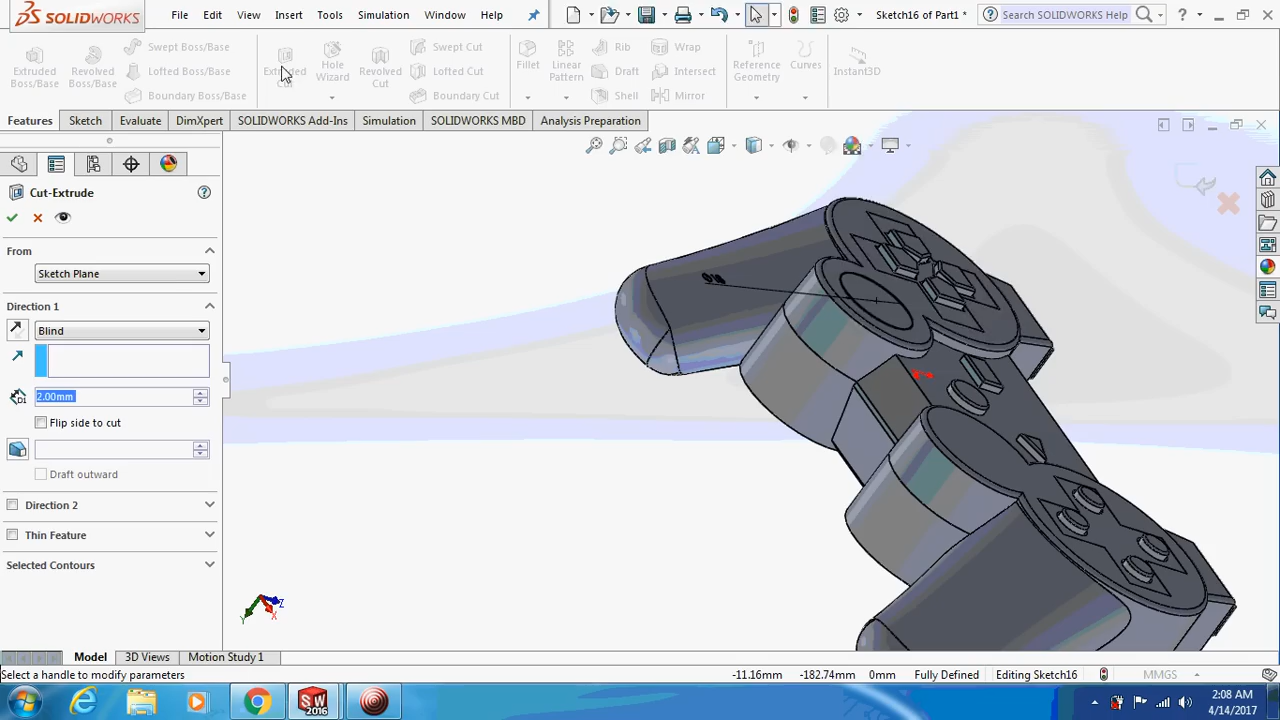 SOLIDWORKS File Edit View Insert Tools Simulation Window Help Sketch16 of Part1 * Search SOLIDWORKS Help
Extruded Boss/Base
Revolved Boss/Base
Swept Boss/Base
Lofted Boss/Base
Boundary Boss/Base
Extruded Cut
Hole Wizard
Revolved Cut
Swept Cut
Lofted Cut
Boundary Cut
Fillet
Linear Pattern
Rib
Draft
Shell
Wrap
Intersect
Mirror
Reference Geometry
Curves
Instant3D
Features Sketch Evaluate DimXpert SOLIDWORKS Add-Ins Simulation SOLIDWORKS MBD Analysis Preparation
Cut-Extrude
From
Sketch Plane
Direction 1
Blind
2.00mm
Flip side to cut
Draft outward
Direction 2
Thin Feature
Selected Contours
Z
Y
X
Model 3D Views Motion Study 1
Select a handle to modify parameters -11.16mm -182.74mm 0mm Fully Defined Editing Sketch16 MMGS
SW 2016
2:08 AM
4/14/2017